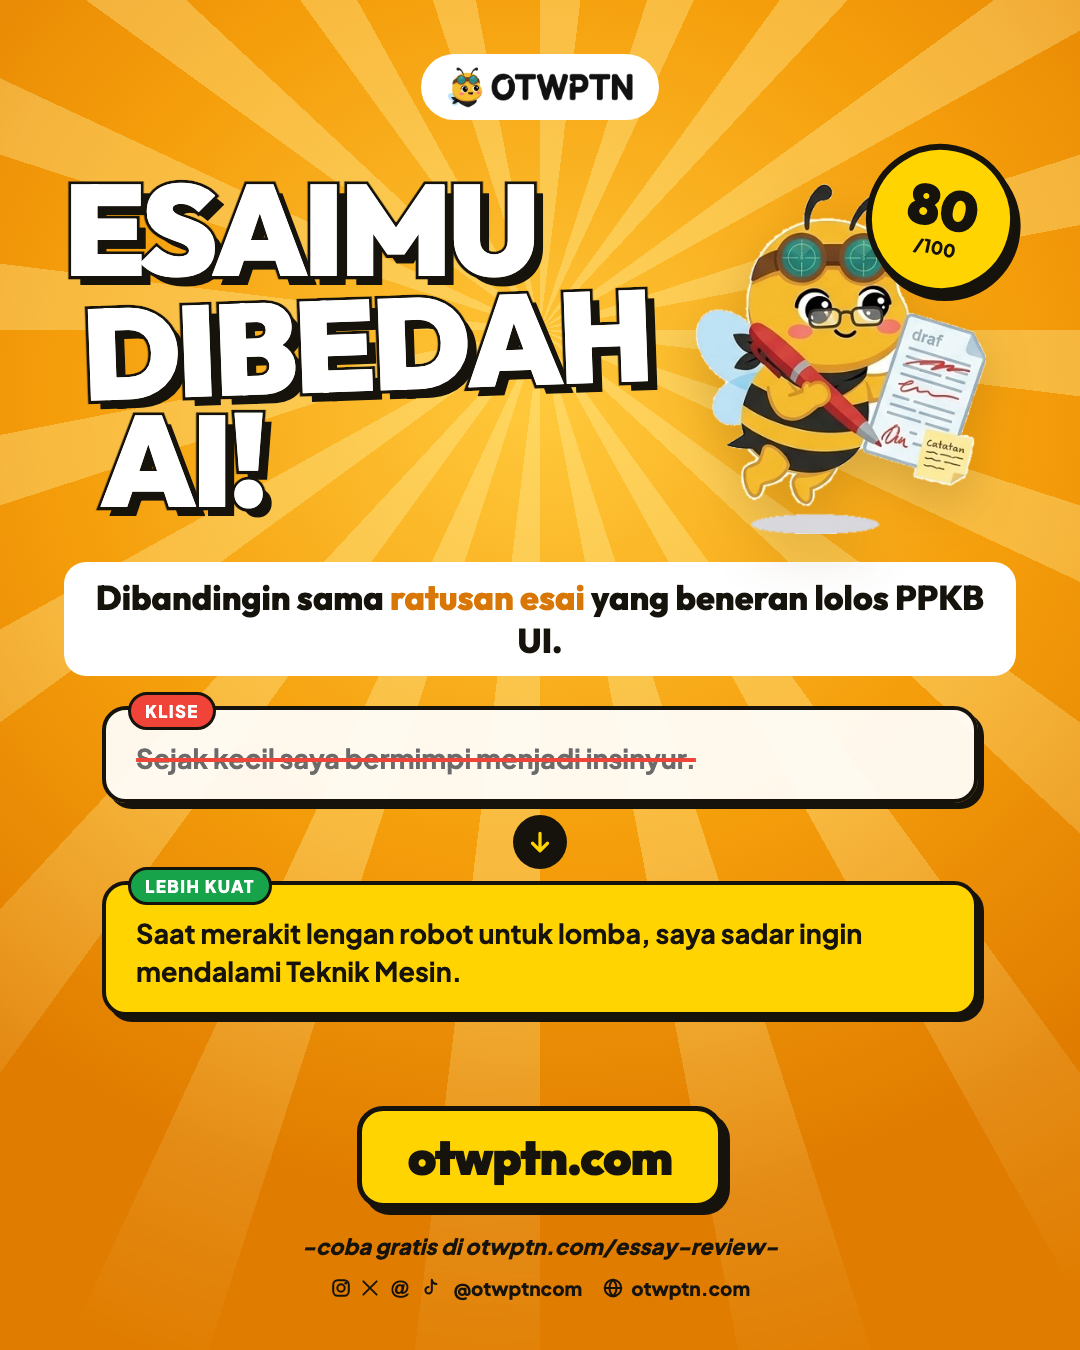 OTWPTN
80
/100
ESAIMU
DIBEDAH
AI!
draf
Catatan
Dibandingin sama ratusan esai yang beneran lolos PPKB
UI.
KLISE
Sejak kecil saya bermimpi menjadi insinyur.
LEBIH KUAT
Saat merakit lengan robot untuk lomba, saya sadar ingin
mendalami Teknik Mesin.
otwptn.com
-coba gratis di otwptn.com/essay-review-
@otwptncom otwptn.com